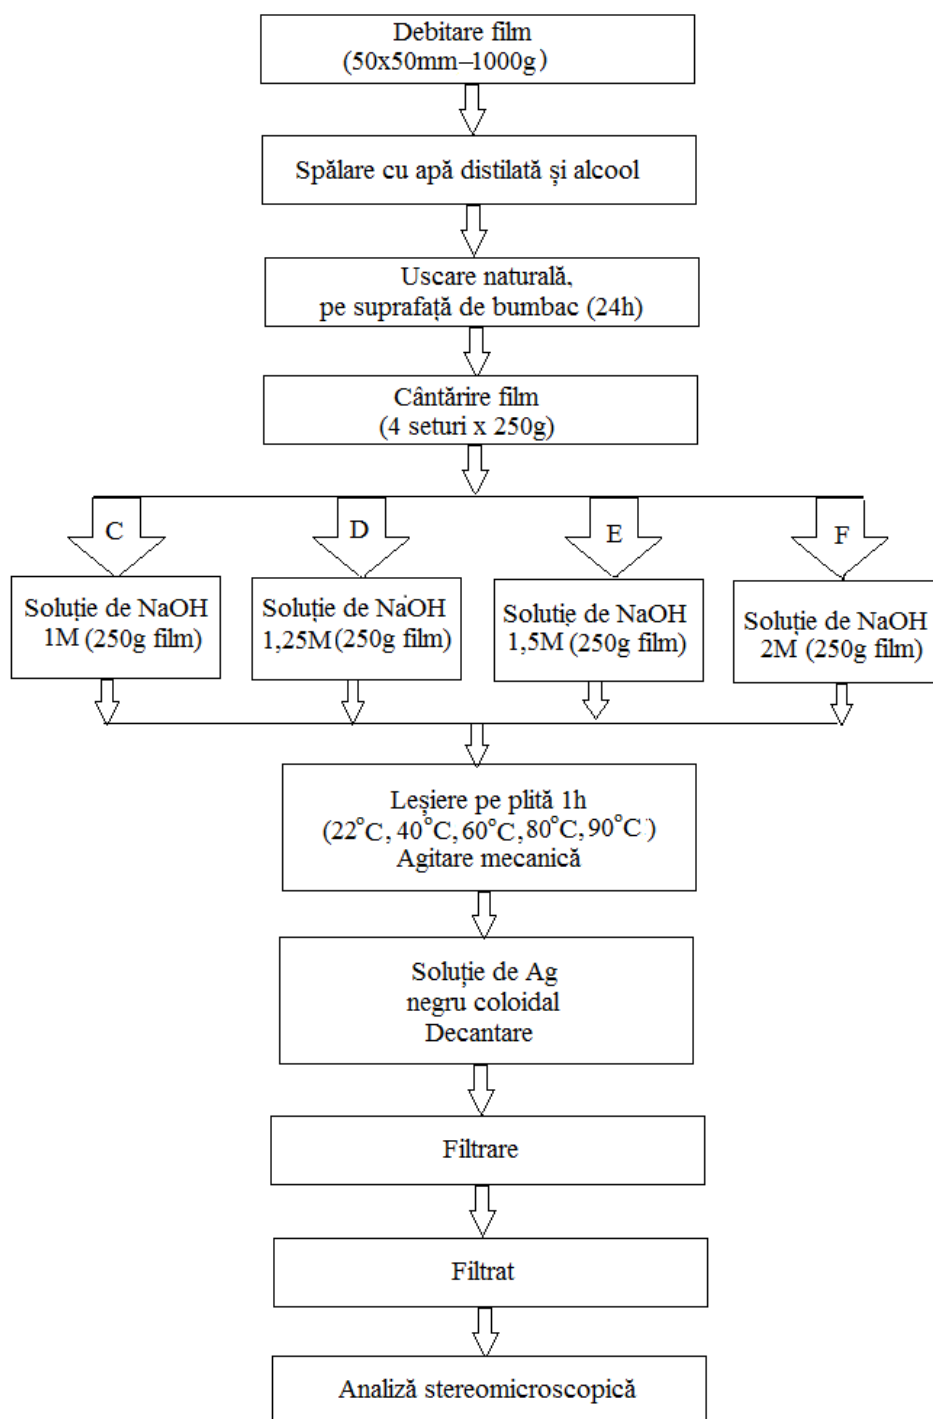 Debitare film
(50x50mm–1000g)
Spălare cu apă distilată și alcool
Uscare naturală,
pe suprafață de bumbac (24h)
Cântărire film
(4 seturi x 250g)
C
D
E
F
Soluție de NaOH
1M (250g film)
Soluție de NaOH
1,25M (250g film)
Soluție de NaOH
1,5M (250g film)
Soluție de NaOH
2M (250g film)
Leșiere pe plită 1h
(22°C, 40°C, 60°C, 80°C, 90°C)
Agitare mecanică
Soluție de Ag
negru coloidal
Decantare
Filtrare
Filtrat
Analiză stereomicroscopică